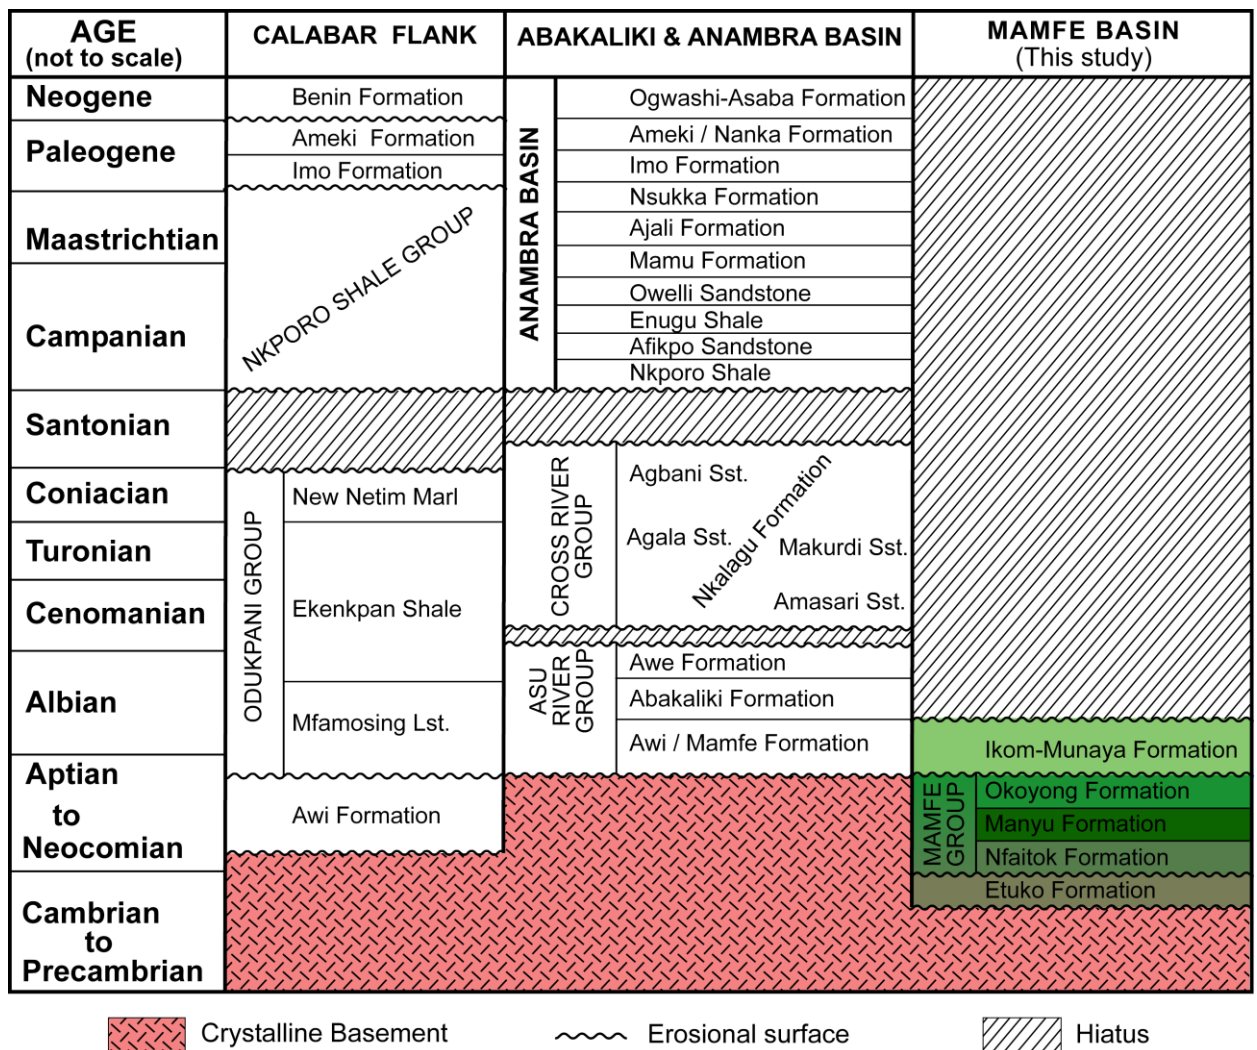 AGE
(not to scale)
CALABAR FLANK
ABAKALIKI & ANAMBRA BASIN
MAMFE BASIN
(This study)
Neogene
Paleogene
Maastrichtian
Campanian
Santonian
Coniacian
Turonian
Cenomanian
Albian
Aptian
to
Neocomian
Cambrian
to
Precambrian
Benin Formation
Ameki Formation
Imo Formation
NKPORO SHALE GROUP
ODUKPANI GROUP
New Netim Marl
Ekenkpan Shale
Mfamosing Lst.
Awi Formation
ANAMBRA BASIN
Ogwashi-Asaba Formation
Ameki / Nanka Formation
Imo Formation
Nsukka Formation
Ajali Formation
Mamu Formation
Owelli Sandstone
Enugu Shale
Afikpo Sandstone
Nkporo Shale
CROSS RIVER
GROUP
Agbani Sst.
Agala Sst.
Nkalagu Formation
Makurdi Sst.
Amasari Sst.
ASU
RIVER
GROUP
Awe Formation
Abakaliki Formation
Awi / Mamfe Formation
Ikom-Munaya Formation
MAMFE
GROUP
Okoyong Formation
Manyu Formation
Nfaitok Formation
Etuko Formation
Crystalline Basement
Erosional surface
Hiatus